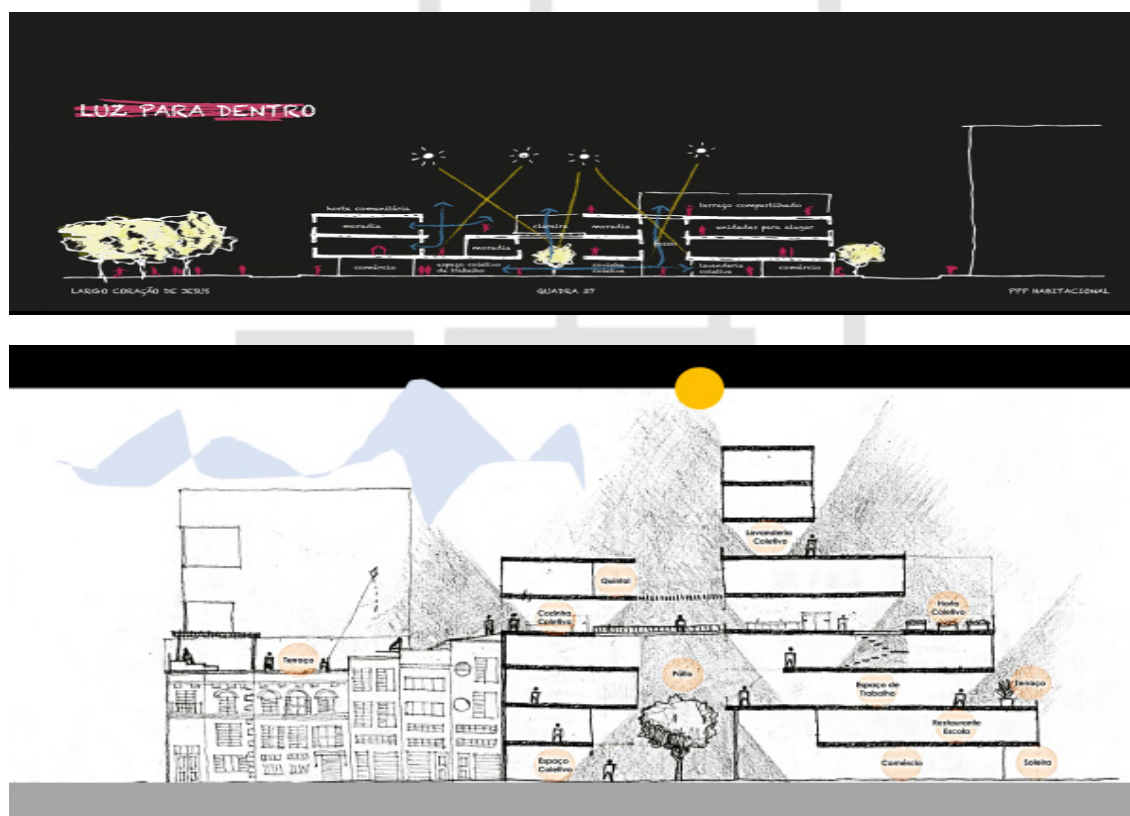 LUZ PARA DENTRO
horta comunitária
terraço compartilhado
moradia
clareira
moradia
unidades para alugar
moradia
comércio
espaço coletivo
de trabalho
cozinha
coletiva
lavanderia
coletiva
comércio
LARGO CORAÇÃO DE JESUS
QUADRA 37
PPP HABITACIONAL
Lavanderia
Coletivo
Quintal
Cozinha
Coletiva
Horta
Coletivo
Terraço
Pátio
Espaço de
Trabalho
Terraço
Restaurante
Escola
Espaço
Coletivo
Comércio
Soleira